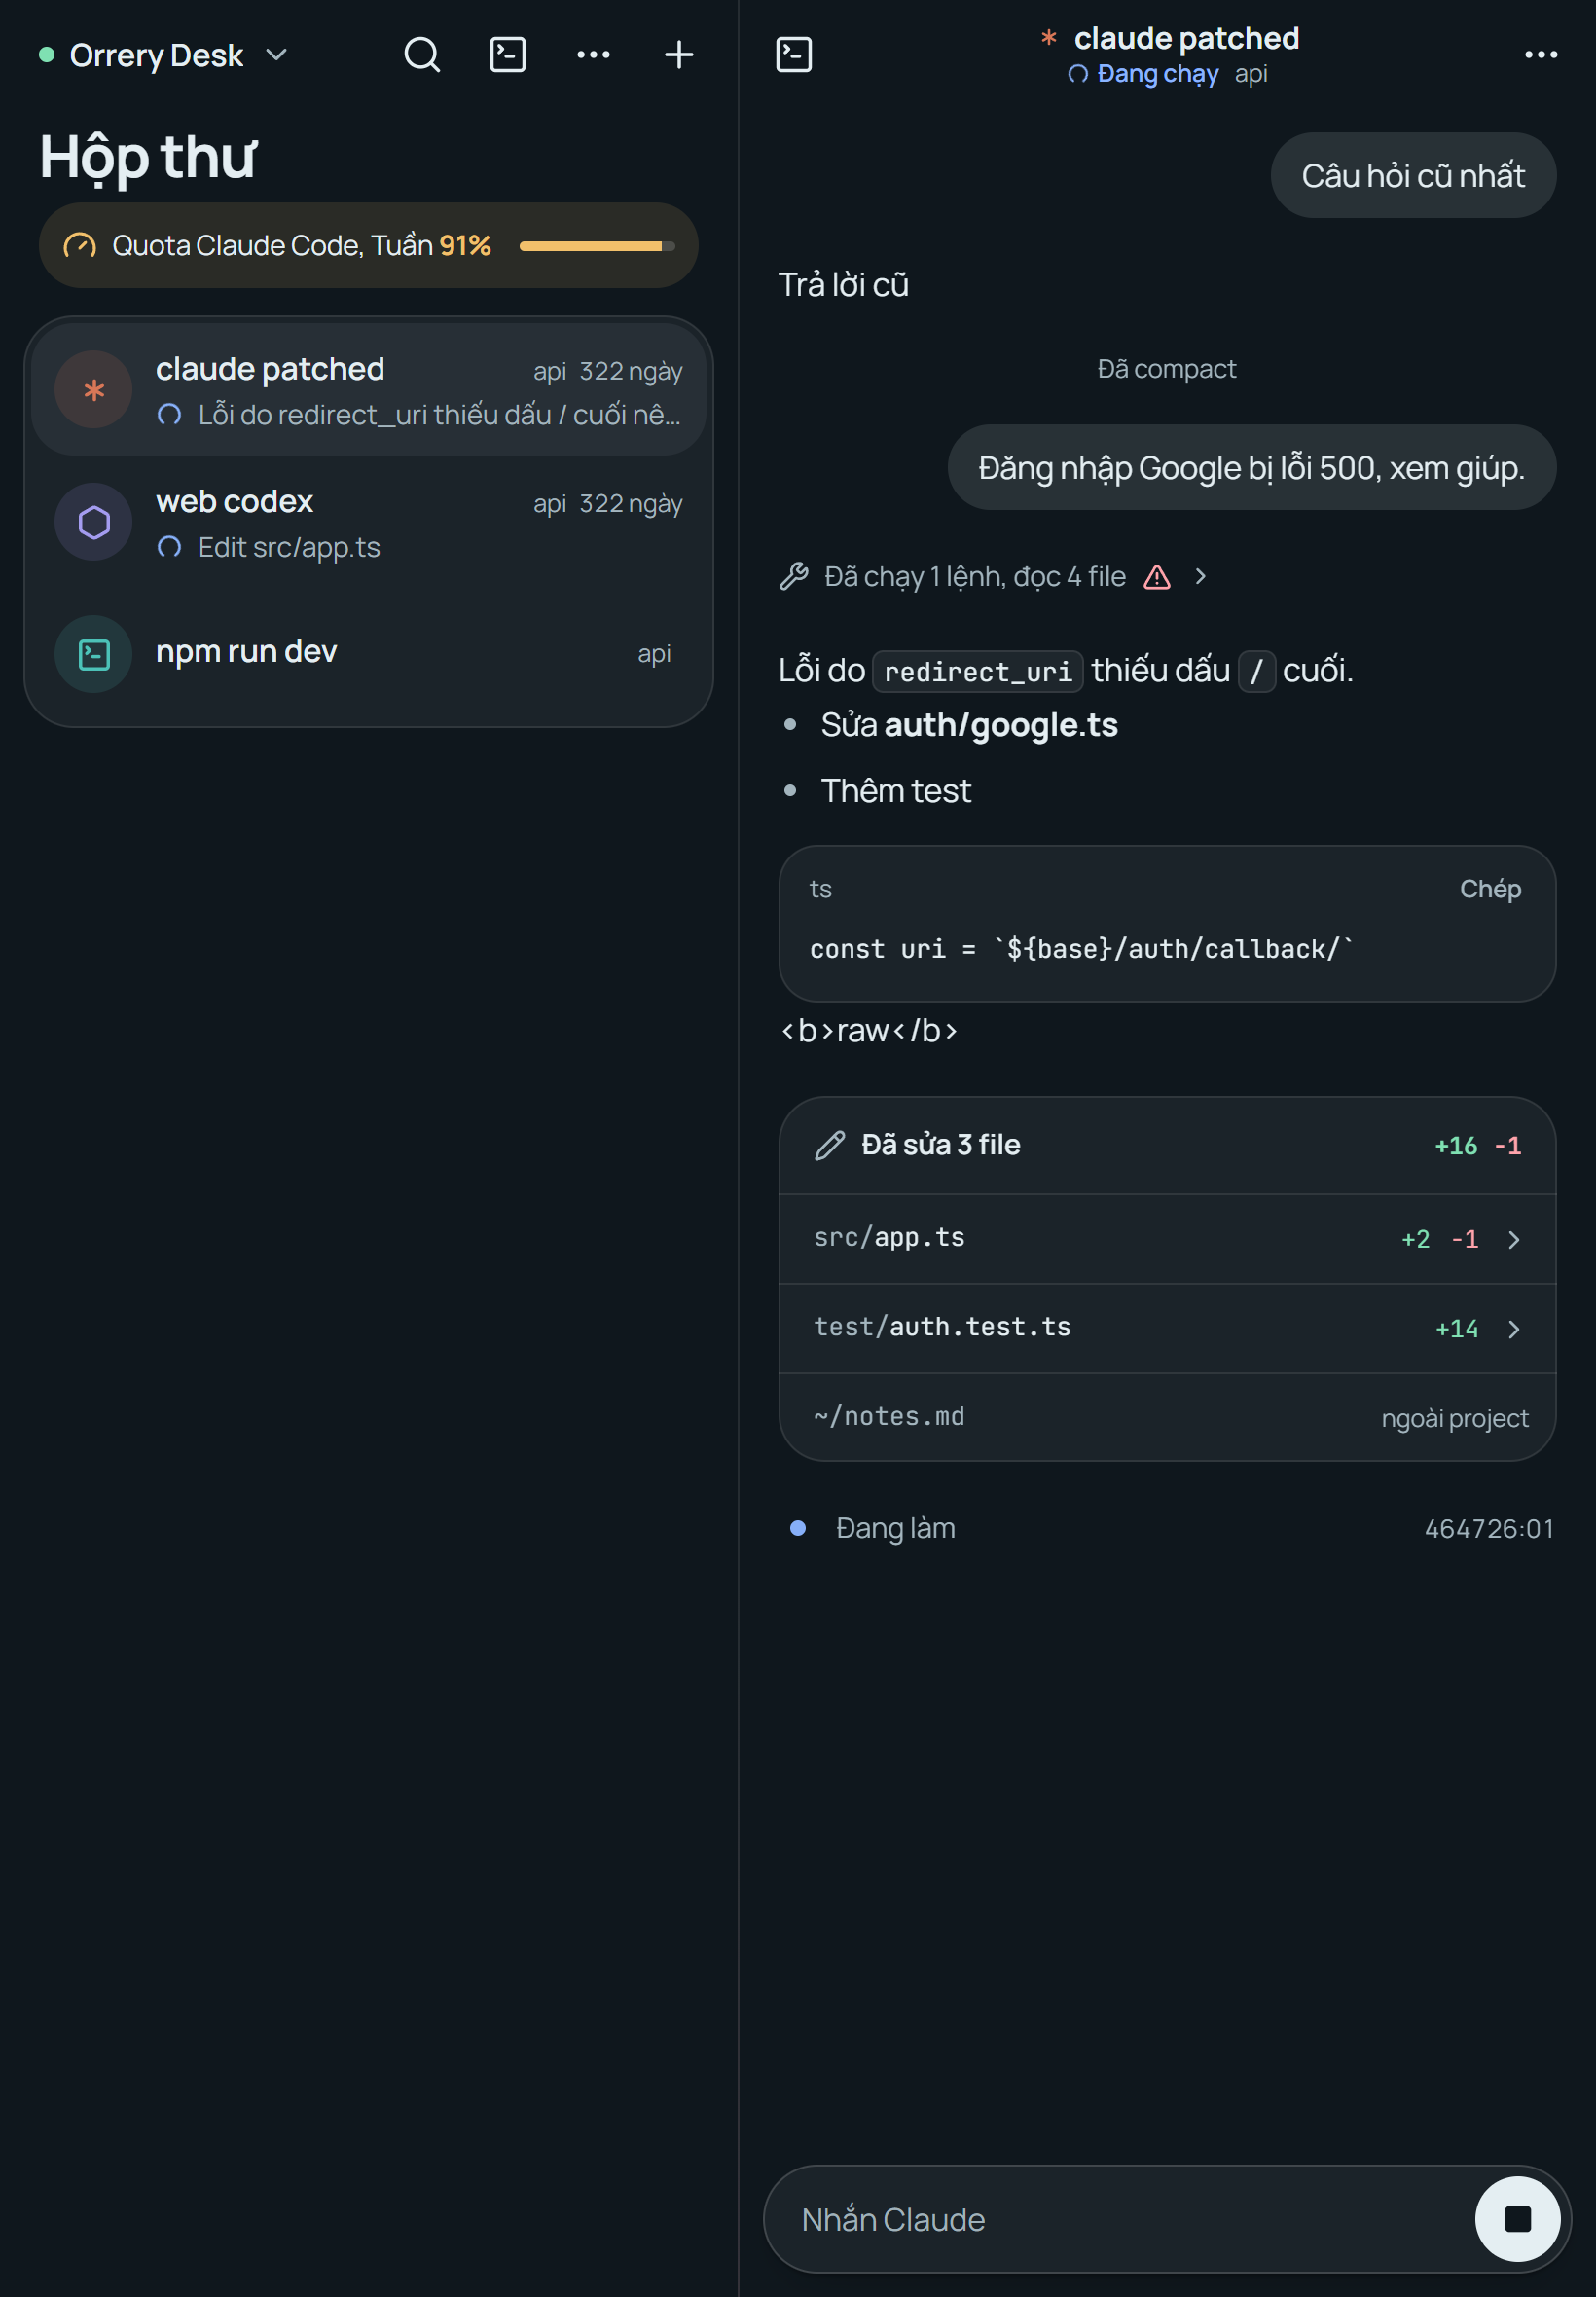 Orrery Desk
Hộp thư
Quota Claude Code, Tuần 91%
claude patched api 322 ngày
Lỗi do redirect_uri thiếu dấu / cuối nê...
web codex api 322 ngày
Edit src/app.ts
npm run dev api
claude patched
Đang chạy api
Câu hỏi cũ nhất
Trả lời cũ
Đã compact
Đăng nhập Google bị lỗi 500, xem giúp.
Đã chạy 1 lệnh, đọc 4 file
Lỗi do redirect_uri thiếu dấu / cuối.
Sửa auth/google.ts
Thêm test
ts Chép
const uri = `${base}/auth/callback/`
<b>raw</b>
Đã sửa 3 file +16 -1
src/app.ts +2 -1
test/auth.test.ts +14
~/notes.md ngoài project
Đang làm 464726:01
Nhắn Claude